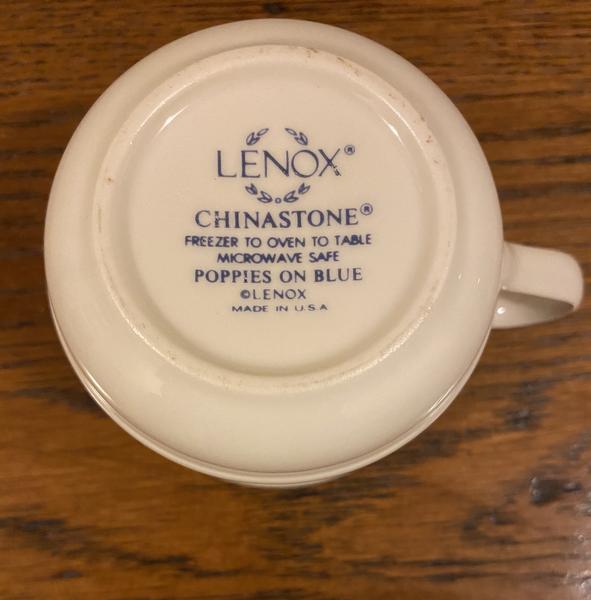 LENOX®
CHINASTONE®
FREEZER TO OVEN TO TABLE
MICROWAVE SAFE
POPPIES ON BLUE
©LENOX
MADE IN U.S.A